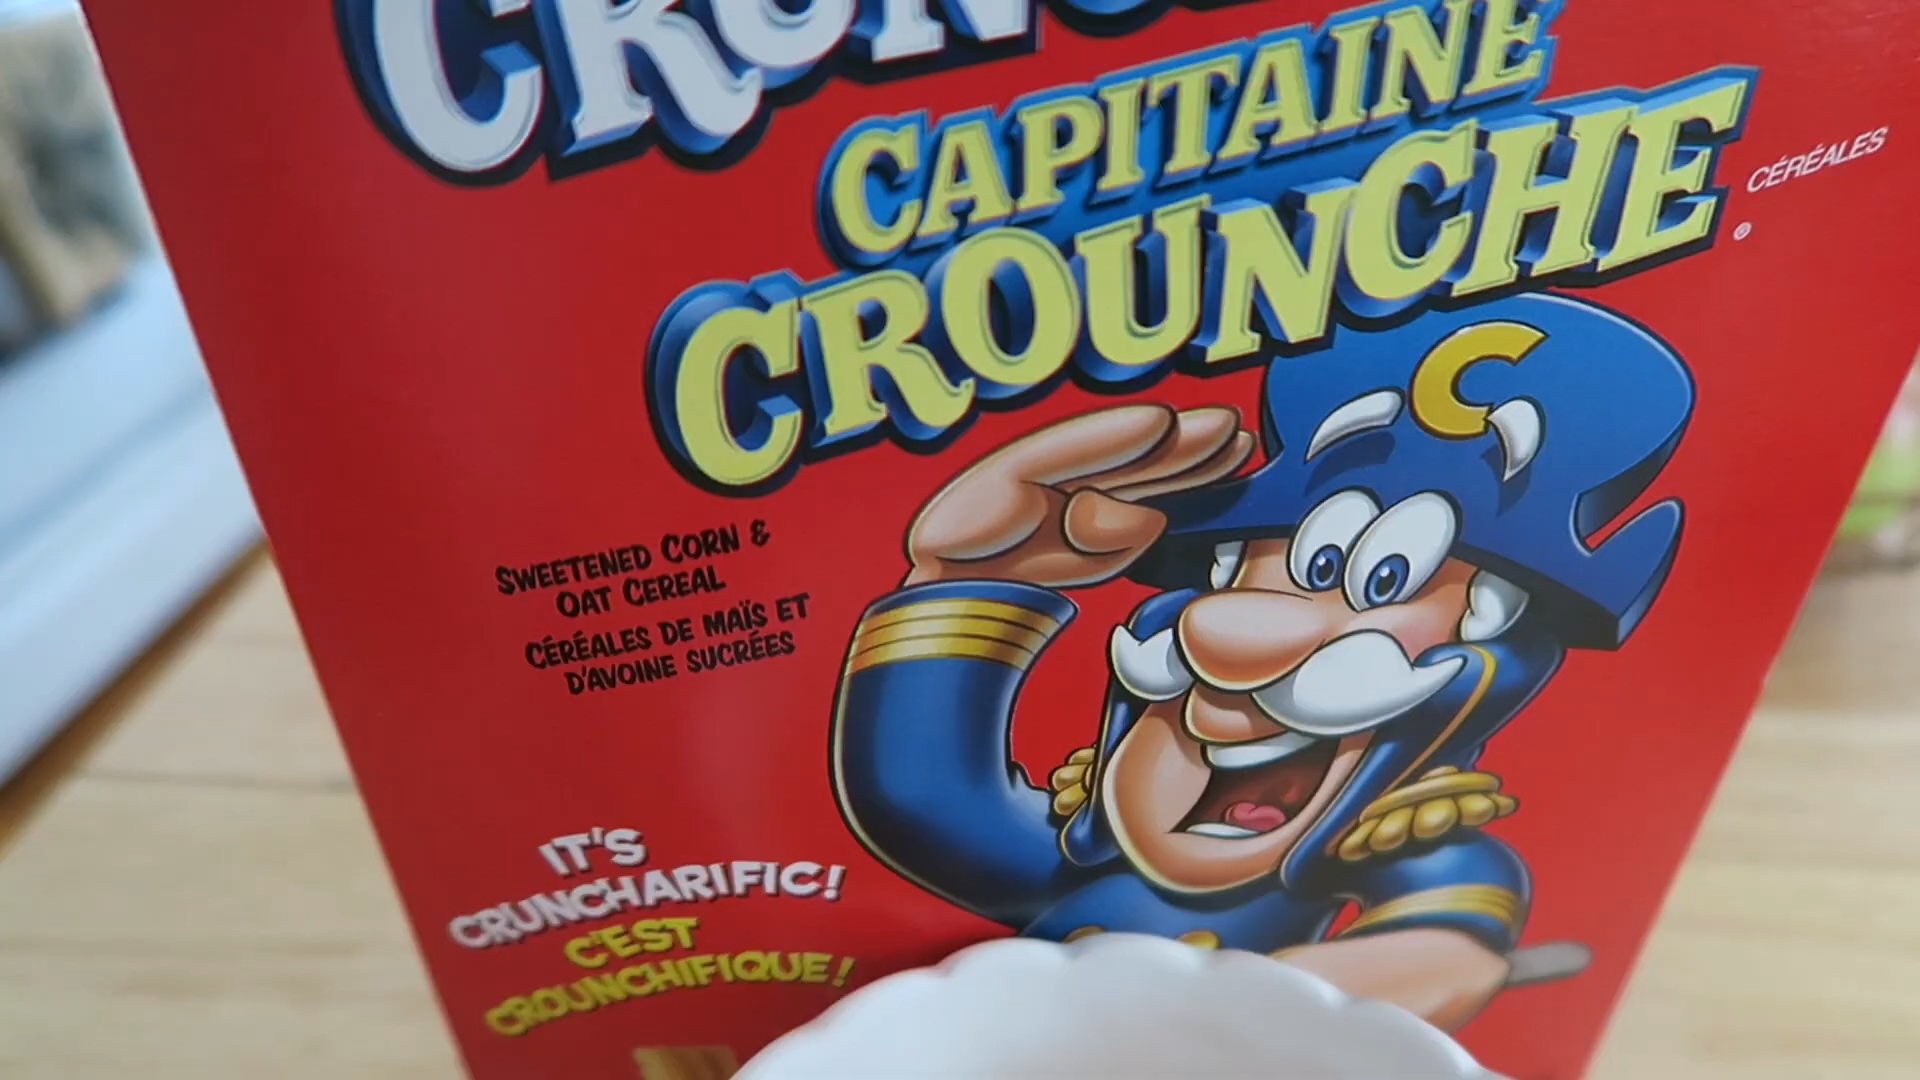 CAPITAINE
CROUNCHE
®
CÉRÉALES
SWEETENED CORN &
OAT CEREAL
CÉRÉALES DE MAÏS ET
D'AVOINE SUCRÉES
C
IT'S
CRUNCHARIFIC!
C'EST
CROUNCHIFIQUE!